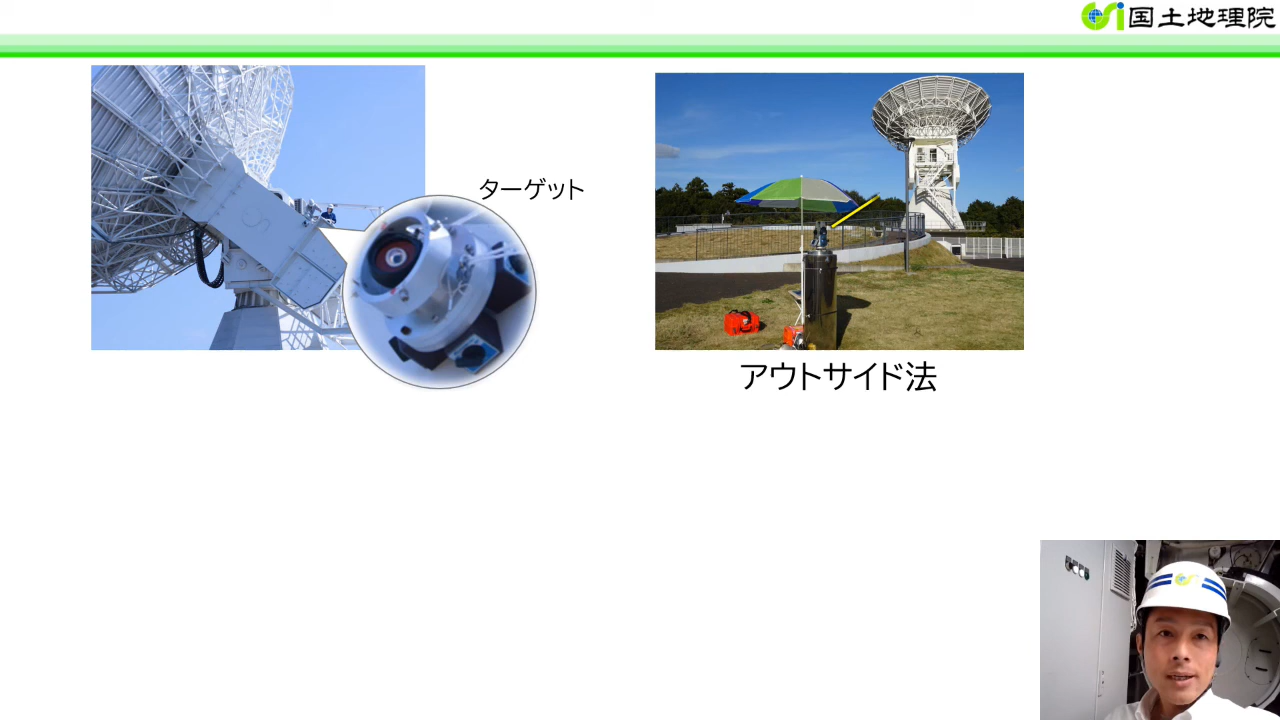 国土地理院
ターゲット
アウトサイド法